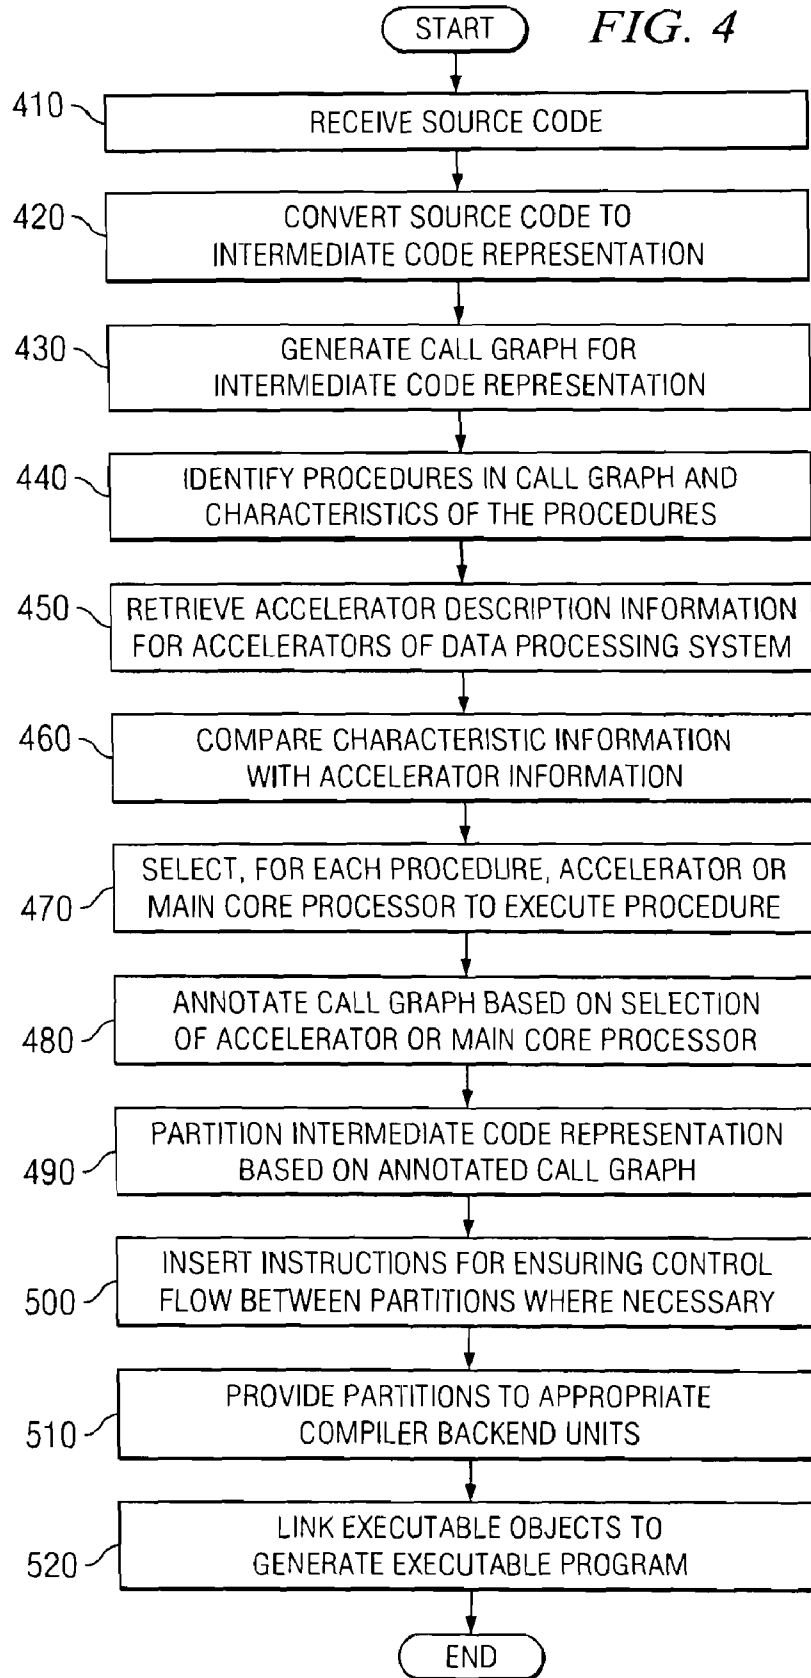 START
FIG. 4
410
RECEIVE SOURCE CODE
420
CONVERT SOURCE CODE TO
INTERMEDIATE CODE REPRESENTATION
430
GENERATE CALL GRAPH FOR
INTERMEDIATE CODE REPRESENTATION
440
IDENTIFY PROCEDURES IN CALL GRAPH AND
CHARACTERISTICS OF THE PROCEDURES
450
RETRIEVE ACCELERATOR DESCRIPTION INFORMATION
FOR ACCELERATORS OF DATA PROCESSING SYSTEM
460
COMPARE CHARACTERISTIC INFORMATION
WITH ACCELERATOR INFORMATION
470
SELECT, FOR EACH PROCEDURE, ACCELERATOR OR
MAIN CORE PROCESSOR TO EXECUTE PROCEDURE
480
ANNOTATE CALL GRAPH BASED ON SELECTION
OF ACCELERATOR OR MAIN CORE PROCESSOR
490
PARTITION INTERMEDIATE CODE REPRESENTATION
BASED ON ANNOTATED CALL GRAPH
500
INSERT INSTRUCTIONS FOR ENSURING CONTROL
FLOW BETWEEN PARTITIONS WHERE NECESSARY
510
PROVIDE PARTITIONS TO APPROPRIATE
COMPILER BACKEND UNITS
520
LINK EXECUTABLE OBJECTS TO
GENERATE EXECUTABLE PROGRAM
END